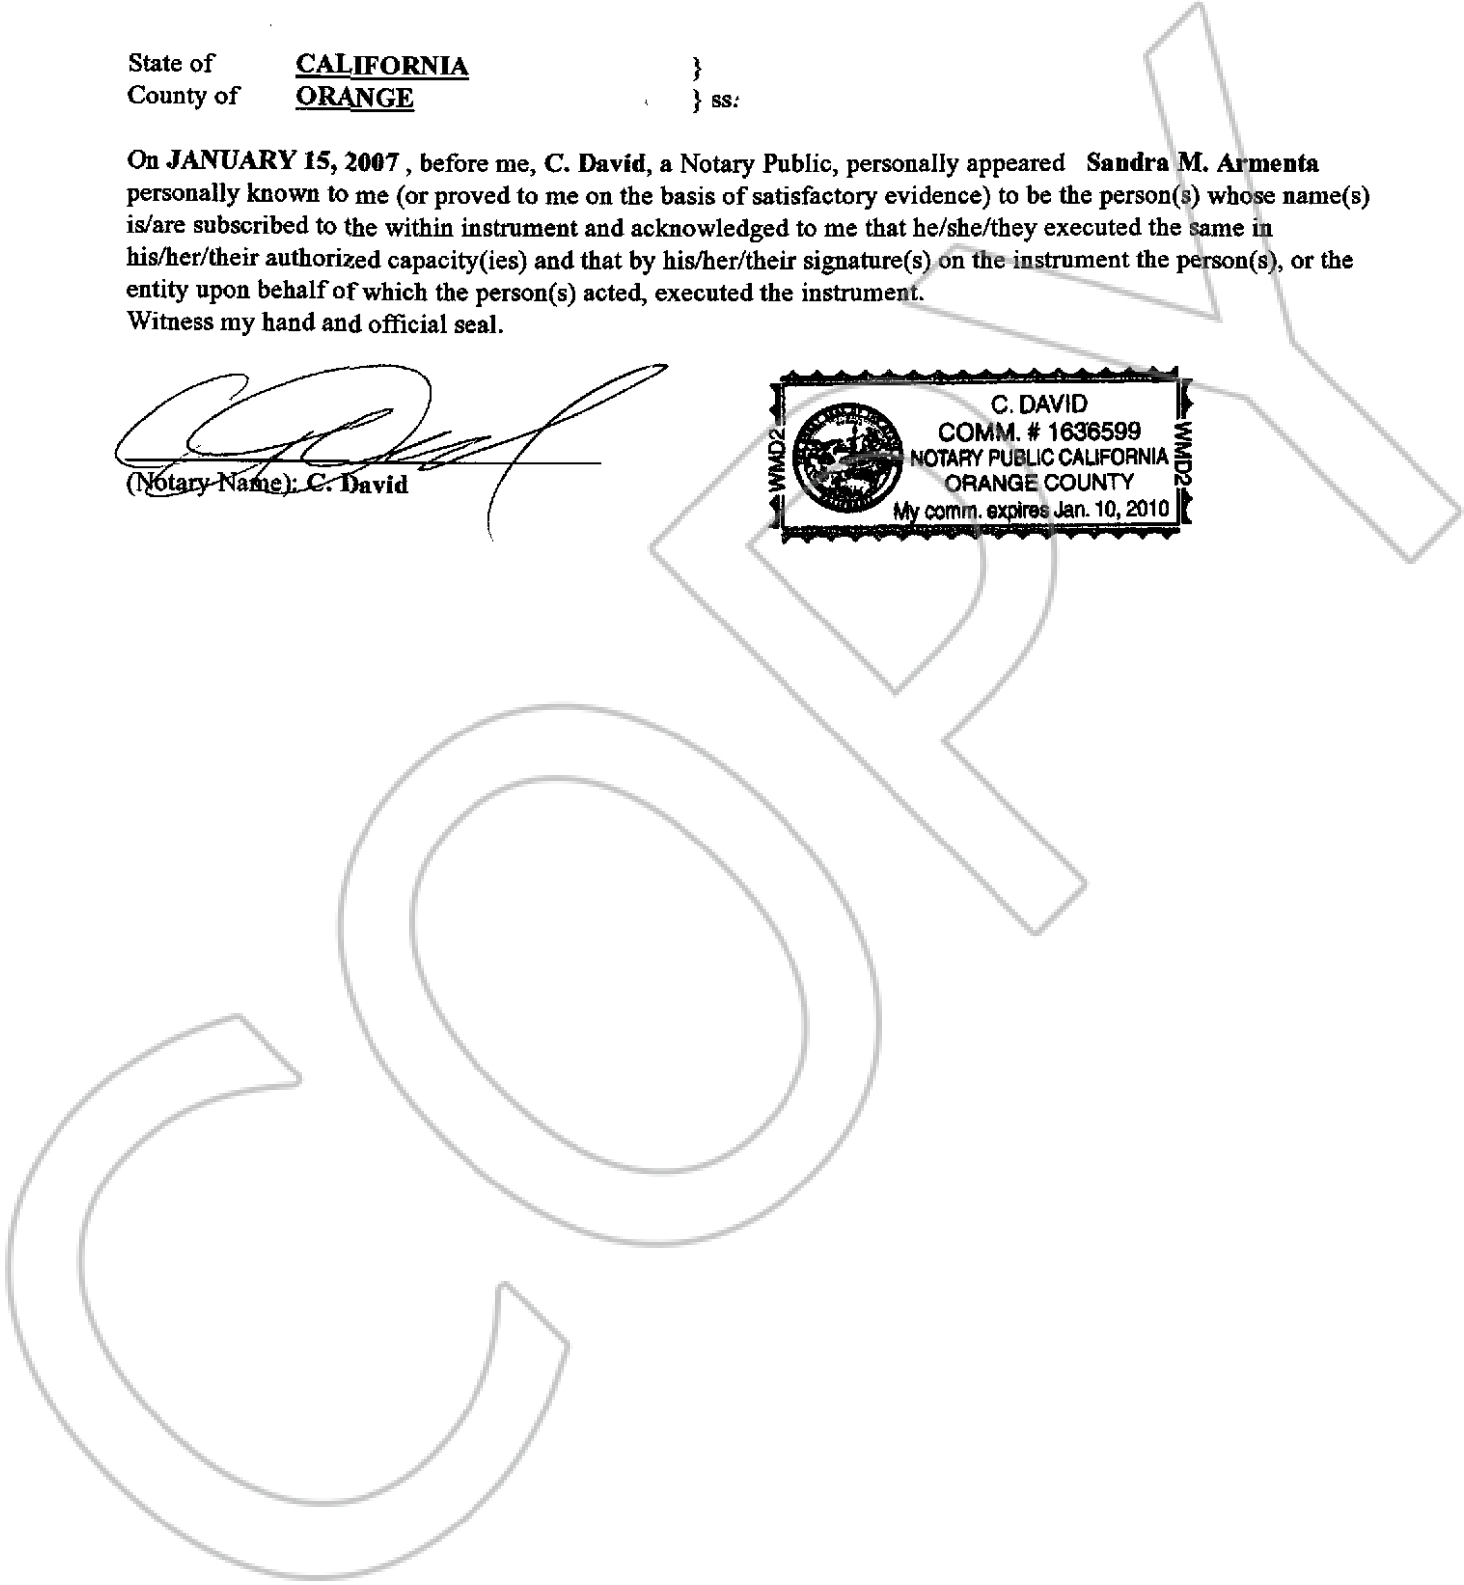 State of CALIFORNIA }
County of ORANGE } ss:
On JANUARY 15, 2007 , before me, C. David, a Notary Public, personally appeared Sandra M. Armenta
personally known to me (or proved to me on the basis of satisfactory evidence) to be the person(s) whose name(s)
is/are subscribed to the within instrument and acknowledged to me that he/she/they executed the same in
his/her/their authorized capacity(ies) and that by his/her/their signature(s) on the instrument the person(s), or the
entity upon behalf of which the person(s) acted, executed the instrument.
Witness my hand and official seal.
(Notary Name): C. David
WMD2
C. DAVID
COMM. # 1636599
NOTARY PUBLIC CALIFORNIA
ORANGE COUNTY
My comm. expires Jan. 10, 2010
WMD2
COPY